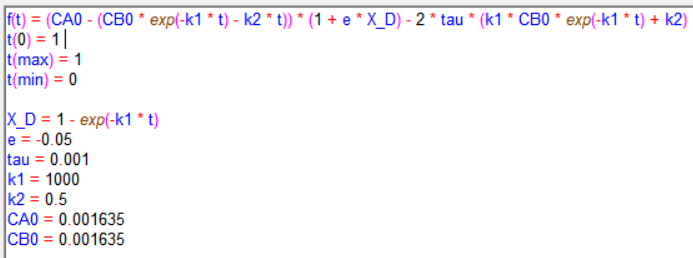 f(t) = (CA0 - (CB0 * exp(-k1 * t) - k2 * t)) * (1 + e * X_D) - 2 * tau * (k1 * CB0 * exp(-k1 * t) + k2)
t(0) = 1
t(max) = 1
t(min) = 0
X_D = 1 - exp(-k1 * t)
e = -0.05
tau = 0.001
k1 = 1000
k2 = 0.5
CA0 = 0.001635
CB0 = 0.001635